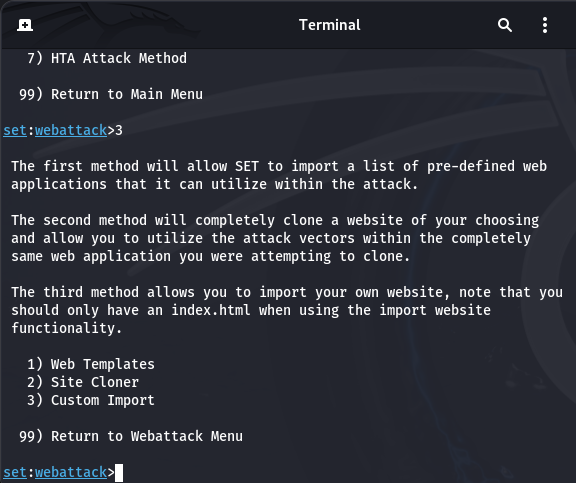 Terminal
7) HTA Attack Method
99) Return to Main Menu
set:webattack>3
The first method will allow SET to import a list of pre-defined web
applications that it can utilize within the attack.
The second method will completely clone a website of your choosing
and allow you to utilize the attack vectors within the completely
same web application you were attempting to clone.
The third method allows you to import your own website, note that you
should only have an index.html when using the import website
functionality.
1) Web Templates
2) Site Cloner
3) Custom Import
99) Return to Webattack Menu
set:webattack>